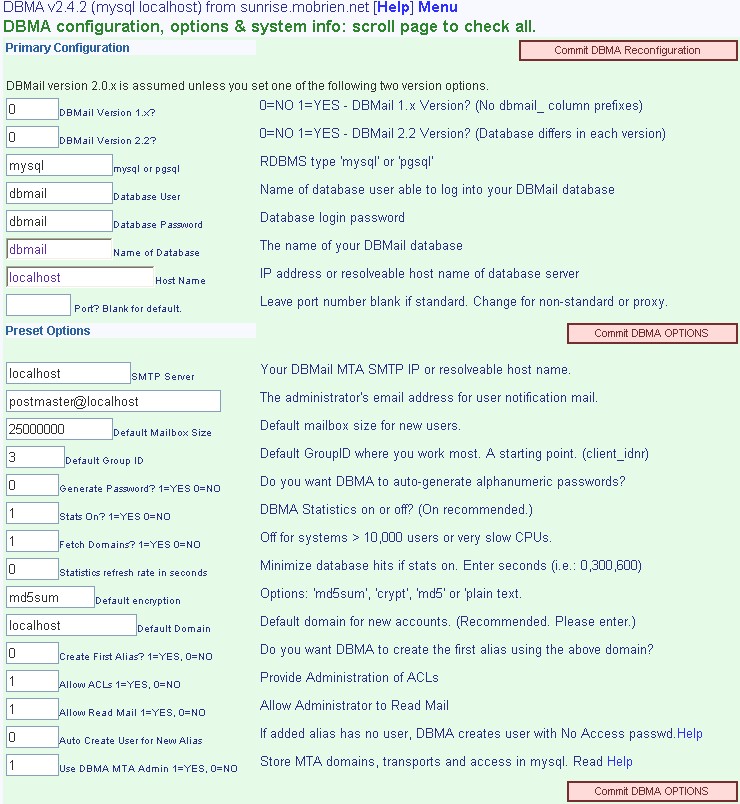 DBMA v2.4.2 (mysql localhost) from sunrise.mobrien.net [Help] Menu
DBMA configuration, options & system info: scroll page to check all.
Primary Configuration Commit DBMA Reconfiguration
DBMail version 2.0.x is assumed unless you set one of the following two version options.
0 DBMail Version 1.x? 0=NO 1=YES - DBMail 1.x Version? (No dbmail_ column prefixes)
0 DBMail Version 2.2? 0=NO 1=YES - DBMail 2.2 Version? (Database differs in each version)
mysql mysql or pgsql RDBMS type 'mysql' or 'pgsql'
dbmail Database User Name of database user able to log into your DBMail database
dbmail Database Password Database login password
dbmail Name of Database The name of your DBMail database
localhost Host Name IP address or resolveable host name of database server
Port? Blank for default. Leave port number blank if standard. Change for non-standard or proxy.
Preset Options Commit DBMA OPTIONS
localhost SMTP Server Your DBMail MTA SMTP IP or resolveable host name.
postmaster@localhost The administrator's email address for user notification mail.
25000000 Default Mailbox Size Default mailbox size for new users.
3 Default Group ID Default GroupID where you work most. A starting point. (client_idnr)
0 Generate Password? 1=YES 0=NO Do you want DBMA to auto-generate alphanumeric passwords?
1 Stats On? 1=YES 0=NO DBMA Statistics on or off? (On recommended.)
1 Fetch Domains? 1=YES 0=NO Off for systems > 10,000 users or very slow CPUs.
0 Statistics refresh rate in seconds Minimize database hits if stats on. Enter seconds (i.e.: 0,300,600)
md5sum Default encryption Options: 'md5sum', 'crypt', 'md5' or 'plain text.
localhost Default Domain Default domain for new accounts. (Recommended. Please enter.)
0 Create First Alias? 1=YES, 0=NO Do you want DBMA to create the first alias using the above domain?
1 Allow ACLs 1=YES, 0=NO Provide Administration of ACLs
1 Allow Read Mail 1=YES, 0=NO Allow Administrator to Read Mail
0 Auto Create User for New Alias If added alias has no user, DBMA creates user with No Access passwd.Help
1 Use DBMA MTA Admin 1=YES, 0=NO Store MTA domains, transports and access in mysql. Read Help
Commit DBMA OPTIONS